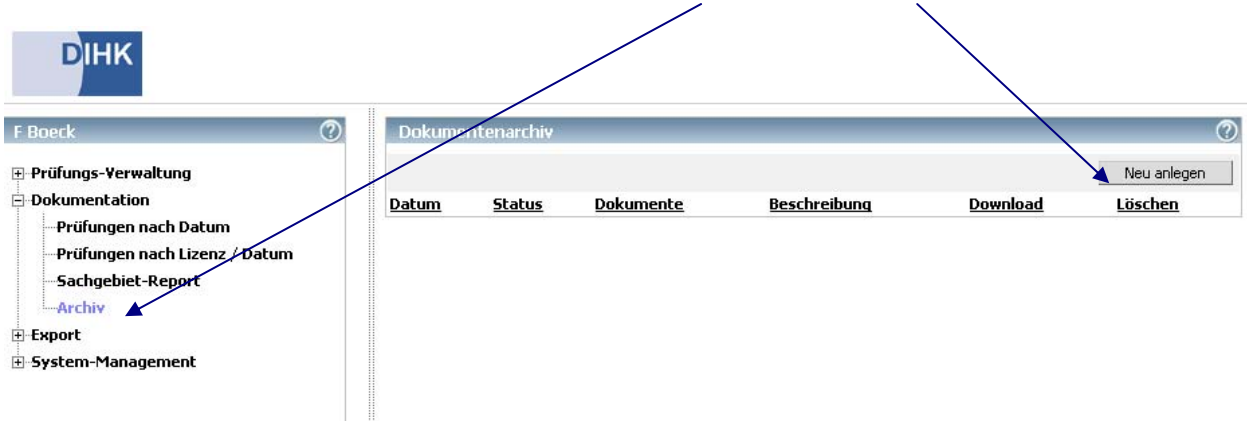 DIHK
F Boeck
Prüfungs-Verwaltung
Dokumentation
Prüfungen nach Datum
Prüfungen nach Lizenz / Datum
Sachgebiet-Report
Archiv
Export
System-Management
Dokumentenarchiv
Neu anlegen
Datum Status Dokumente Beschreibung Download Löschen